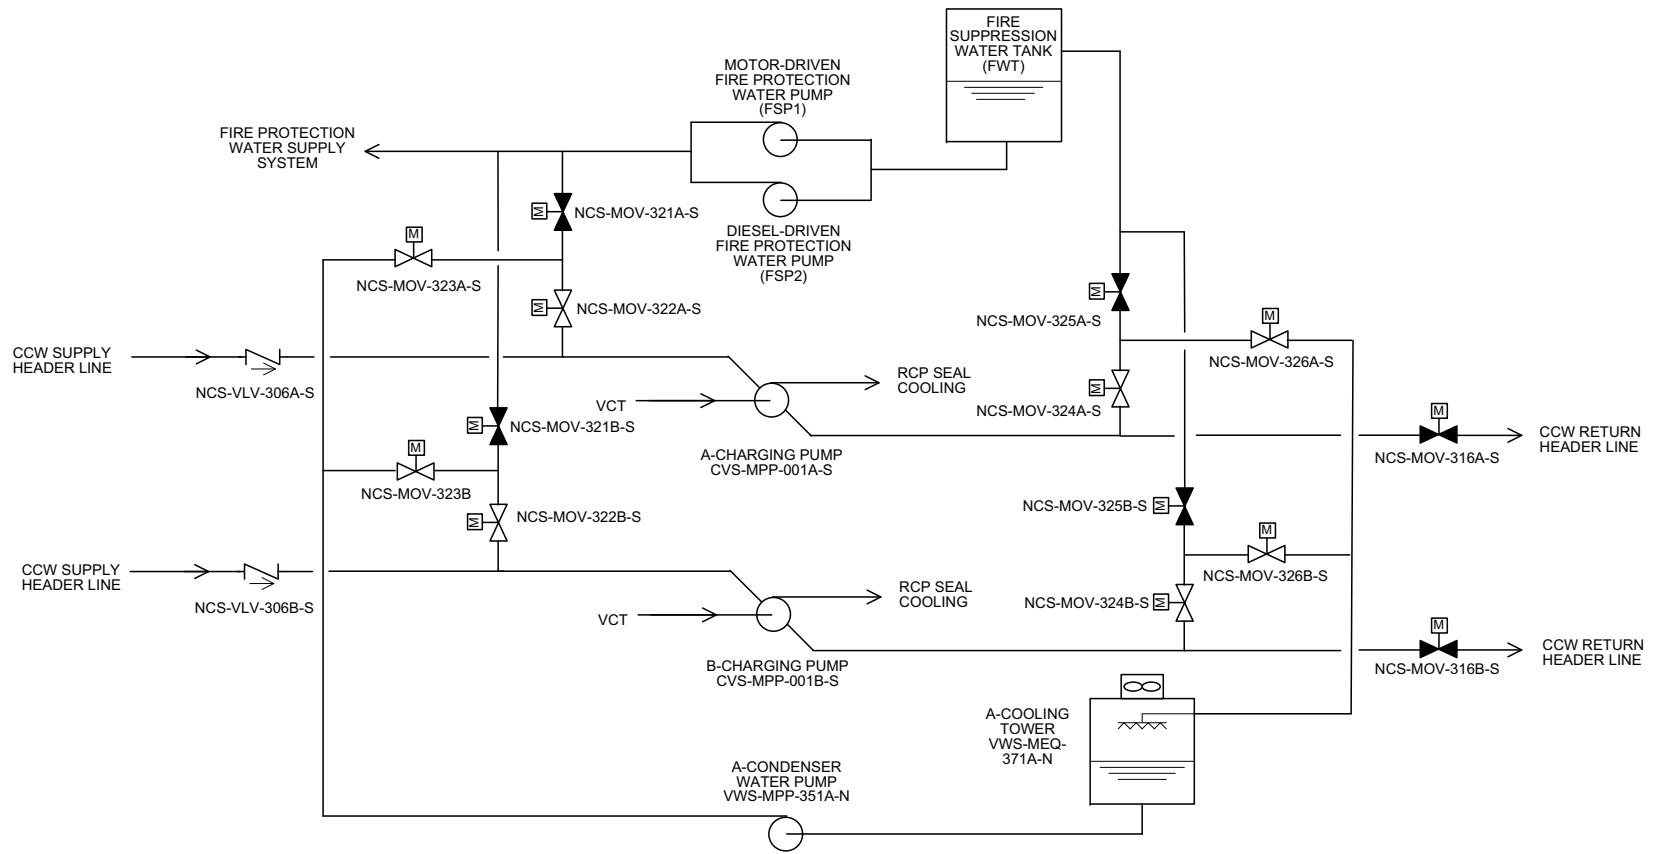 FIRE
SUPPRESSION
WATER TANK
(FWT)
MOTOR-DRIVEN
FIRE PROTECTION
WATER PUMP
(FSP1)
FIRE PROTECTION
WATER SUPPLY
SYSTEM
M
NCS-MOV-321A-S
DIESEL-DRIVEN
FIRE PROTECTION
WATER PUMP
(FSP2)
M
NCS-MOV-323A-S
M
NCS-MOV-322A-S
M
NCS-MOV-325A-S
M
NCS-MOV-326A-S
CCW SUPPLY
HEADER LINE
NCS-VLV-306A-S
RCP SEAL
COOLING
VCT
M
NCS-MOV-324A-S
M
NCS-MOV-321B-S
A-CHARGING PUMP
CVS-MPP-001A-S
M
NCS-MOV-316A-S
CCW RETURN
HEADER LINE
M
NCS-MOV-323B
M
NCS-MOV-322B-S
NCS-MOV-325B-S
M
M
NCS-MOV-326B-S
CCW SUPPLY
HEADER LINE
NCS-VLV-306B-S
RCP SEAL
COOLING
VCT
NCS-MOV-324B-S
M
B-CHARGING PUMP
CVS-MPP-001B-S
M
NCS-MOV-316B-S
CCW RETURN
HEADER LINE
A-COOLING
TOWER
VWS-MEQ-
371A-N
A-CONDENSER
WATER PUMP
VWS-MPP-351A-N